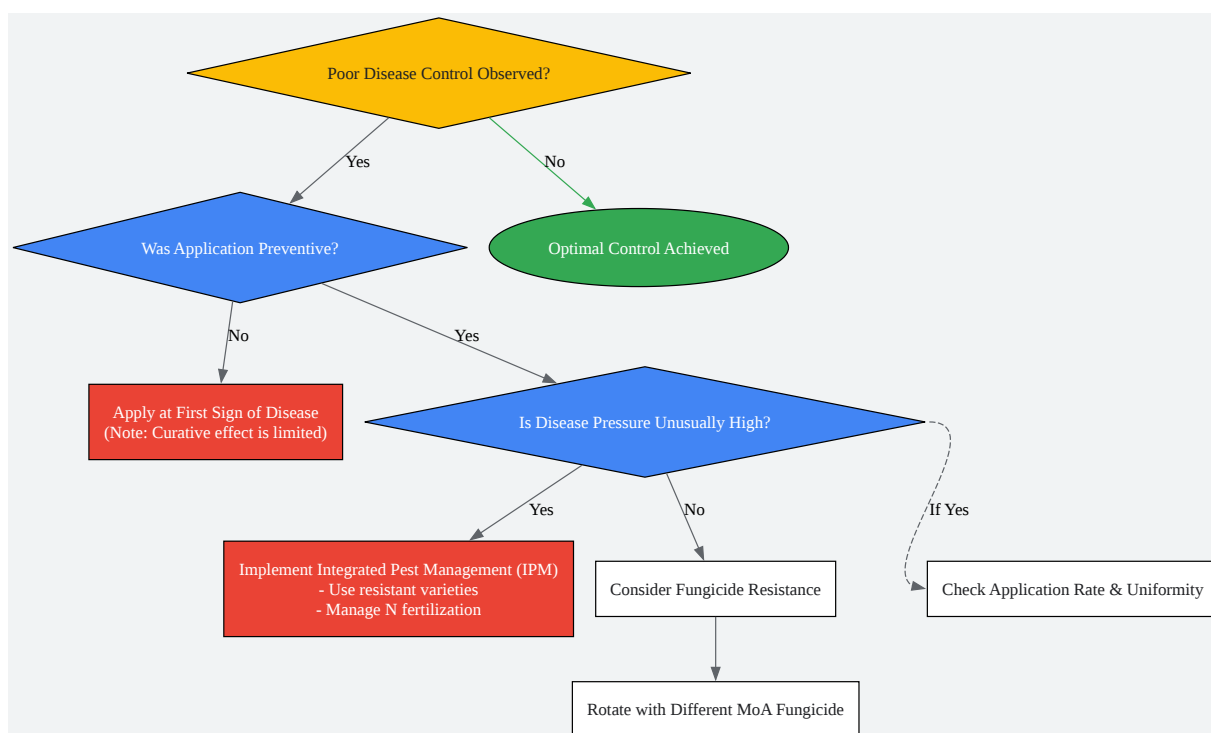 Poor Disease Control Observed?
Yes
No
Was Application Preventive?
Optimal Control Achieved
No
Yes
Apply at First Sign of Disease
(Note: Curative effect is limited)
Is Disease Pressure Unusually High?
Yes
No
If Yes
Implement Integrated Pest Management (IPM)
- Use resistant varieties
- Manage N fertilization
Consider Fungicide Resistance
Check Application Rate & Uniformity
Rotate with Different MoA Fungicide